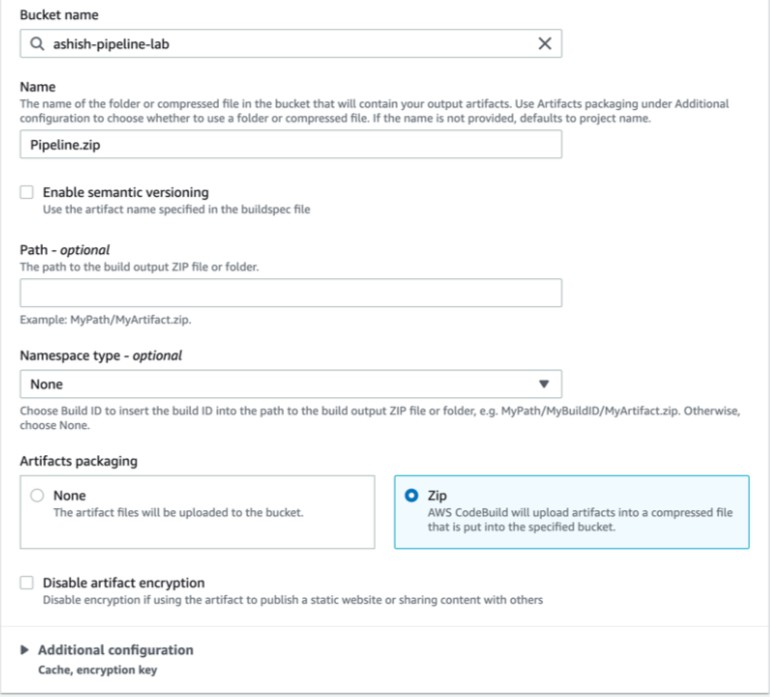 Bucket name
ashish-pipeline-lab
Name
The name of the folder or compressed file in the bucket that will contain your output artifacts. Use Artifacts packaging under Additional
configuration to choose whether to use a folder or compressed file. If the name is not provided, defaults to project name.
Pipeline.zip
Enable semantic versioning
Use the artifact name specified in the buildspec file
Path - optional
The path to the build output ZIP file or folder.
Example: MyPath/MyArtifact.zip.
Namespace type - optional
None
Choose Build ID to insert the build ID into the path to the build output ZIP file or folder, e.g. MyPath/MyBuildID/MyArtifact.zip. Otherwise,
choose None.
Artifacts packaging
None
The artifact files will be uploaded to the bucket.
Zip
AWS CodeBuild will upload artifacts into a compressed file
that is put into the specified bucket.
Disable artifact encryption
Disable encryption if using the artifact to publish a static website or sharing content with others
Additional configuration
Cache, encryption key